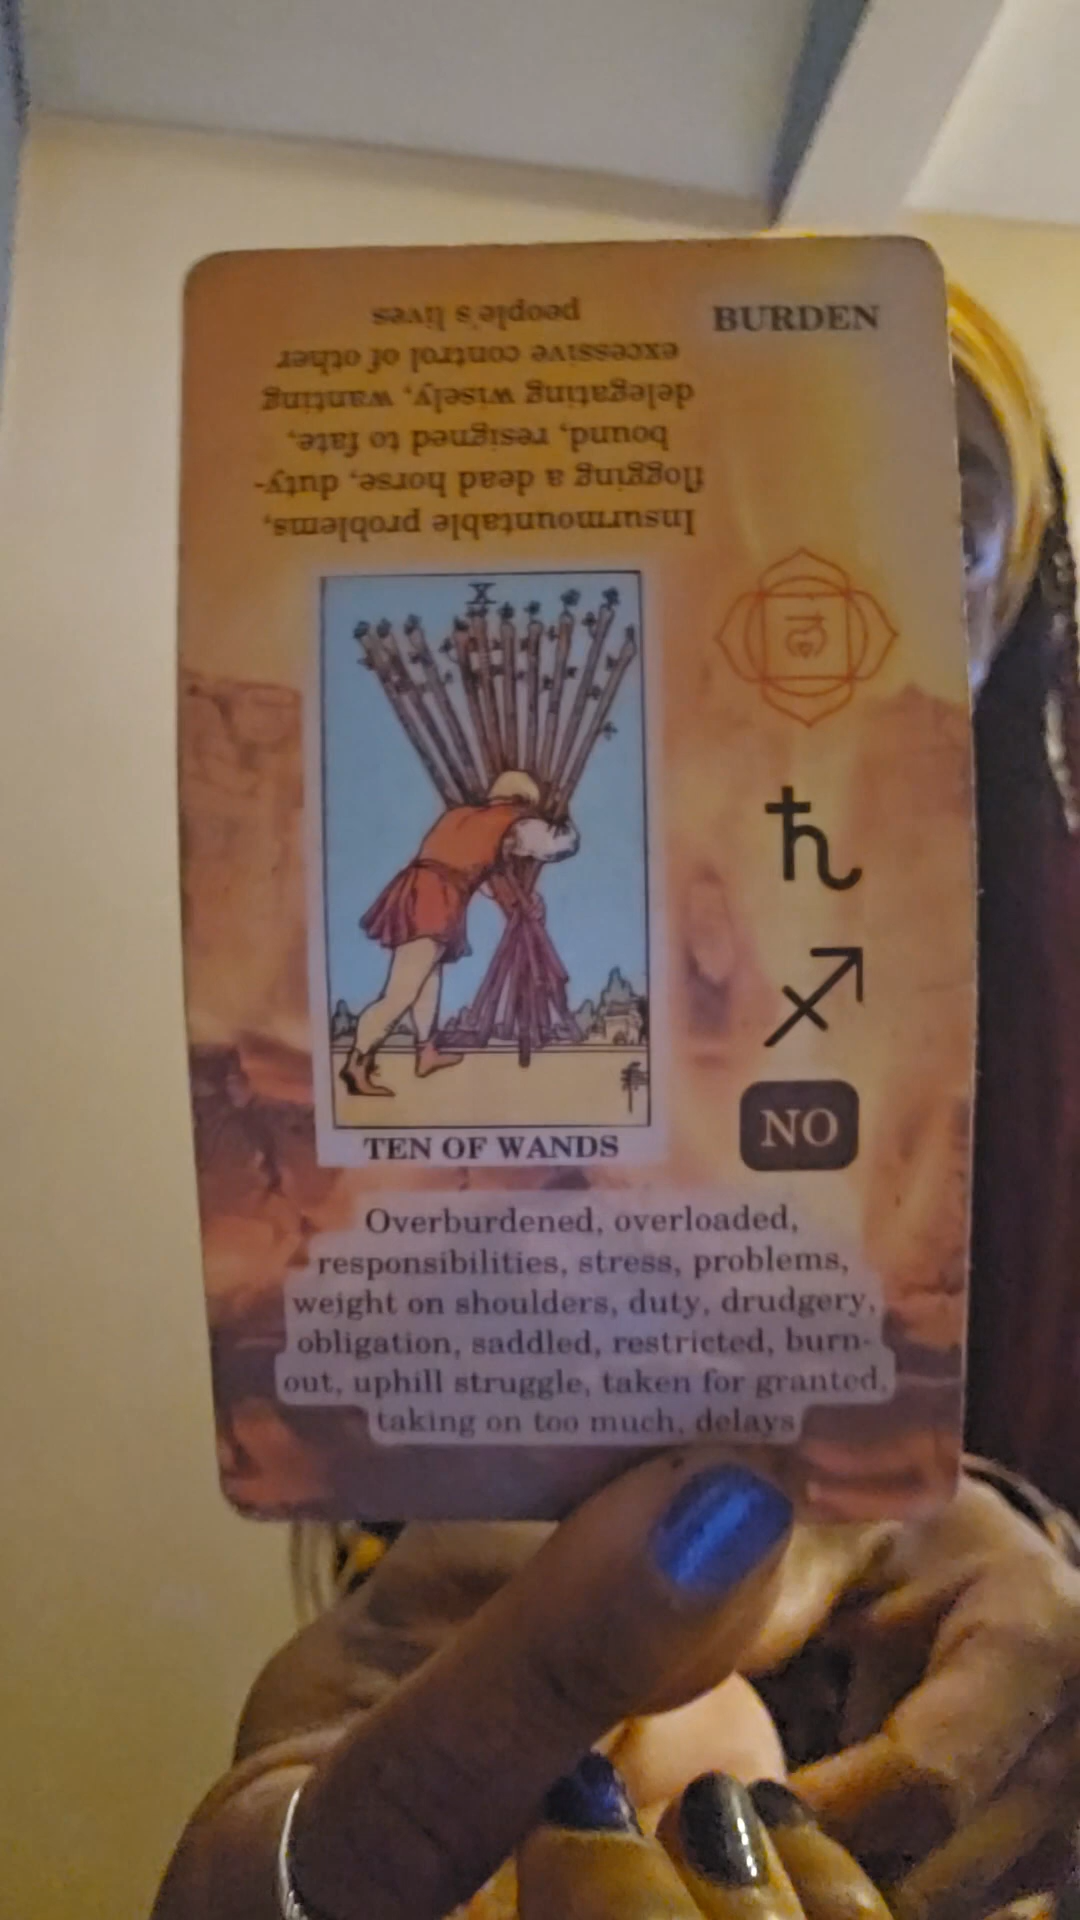 BURDEN
Insurmountable problems,
flogging a dead horse, duty-
bound, resigned to fate,
delegating wisely, wanting
excessive control of other
people's lives
X
लं
NO
TEN OF WANDS
Overburdened, overloaded,
responsibilities, stress, problems,
weight on shoulders, duty, drudgery,
obligation, saddled, restricted, burn-
out, uphill struggle, taken for granted,
taking on too much, delays